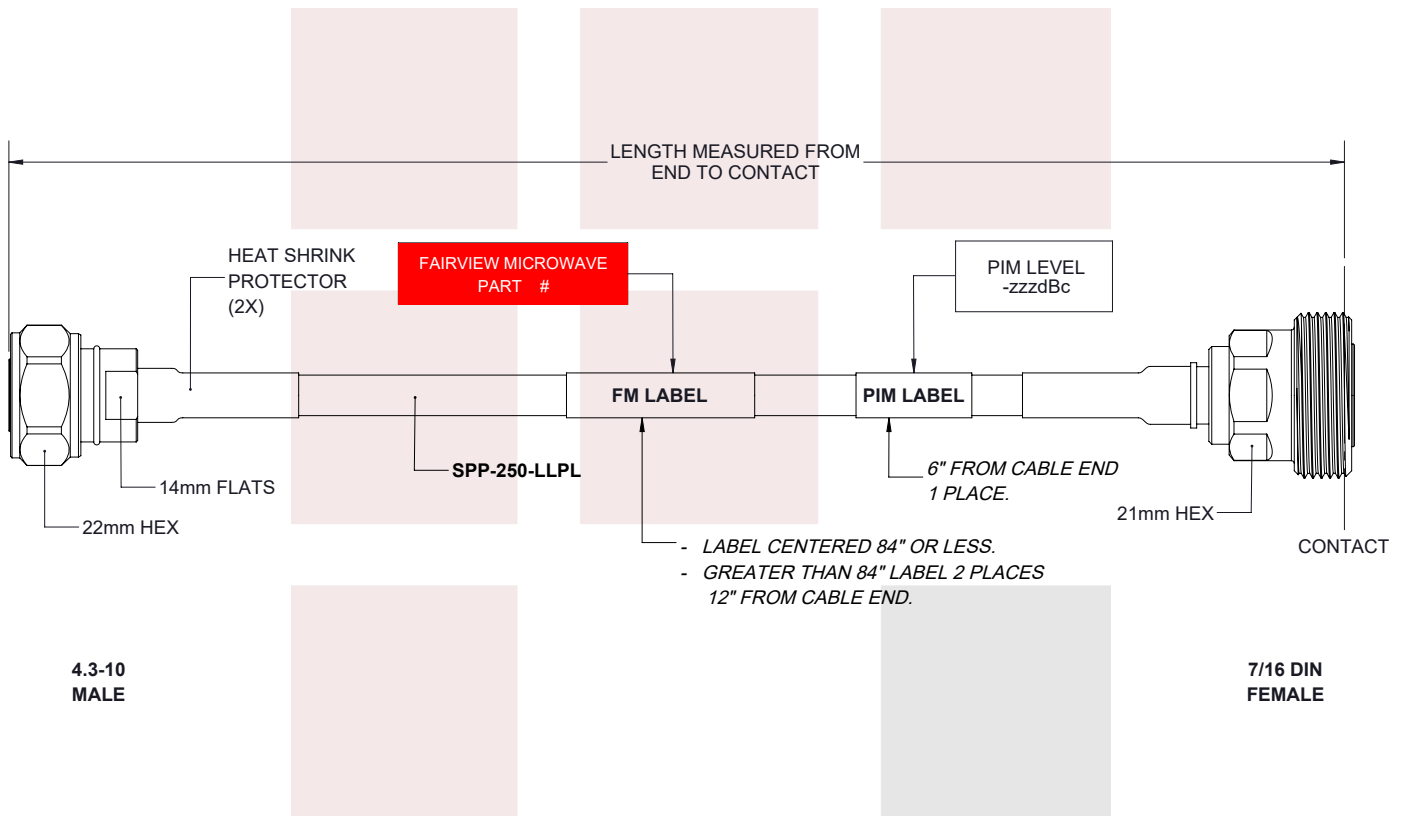 LENGTH MEASURED FROM
END TO CONTACT
HEAT SHRINK
PROTECTOR
(2X)
FAIRVIEW MICROWAVE
PART #
PIM LEVEL
-zzzdBc
FM LABEL
PIM LABEL
SPP-250-LLPL
6" FROM CABLE END
1 PLACE.
14mm FLATS
22mm HEX
21mm HEX
CONTACT
- LABEL CENTERED 84" OR LESS.
- GREATER THAN 84" LABEL 2 PLACES
12" FROM CABLE END.
4.3-10
MALE
7/16 DIN
FEMALE